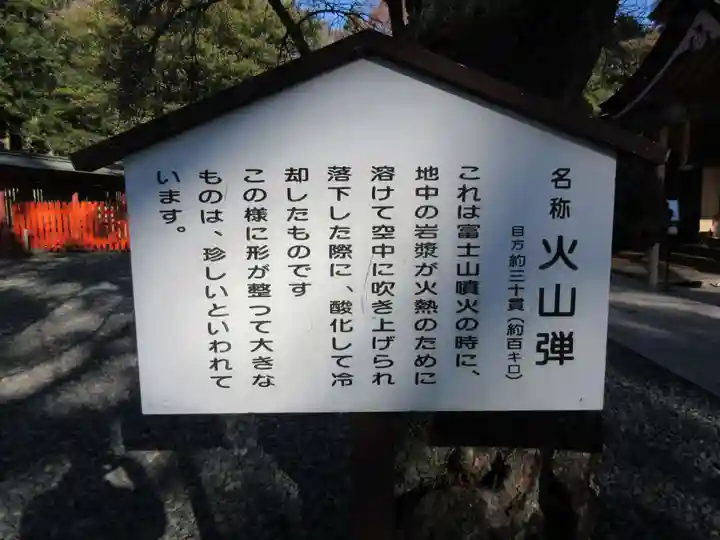 名称 火山弾
目方約三十貫（約百キロ）
これは富士山噴火の時に、
地中の岩漿が火熱のために
溶けて空中に吹き上げられ
落下した際に、酸化して冷
却したものです
この様に形が整つて大きな
ものは、珍しいといわれて
います。